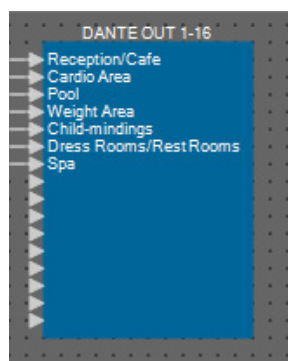 DANTE OUT 1-16
Reception/Cafe
Cardio Area
Pool
Weight Area
Child-mindings
Dress Rooms/Rest Rooms
Spa